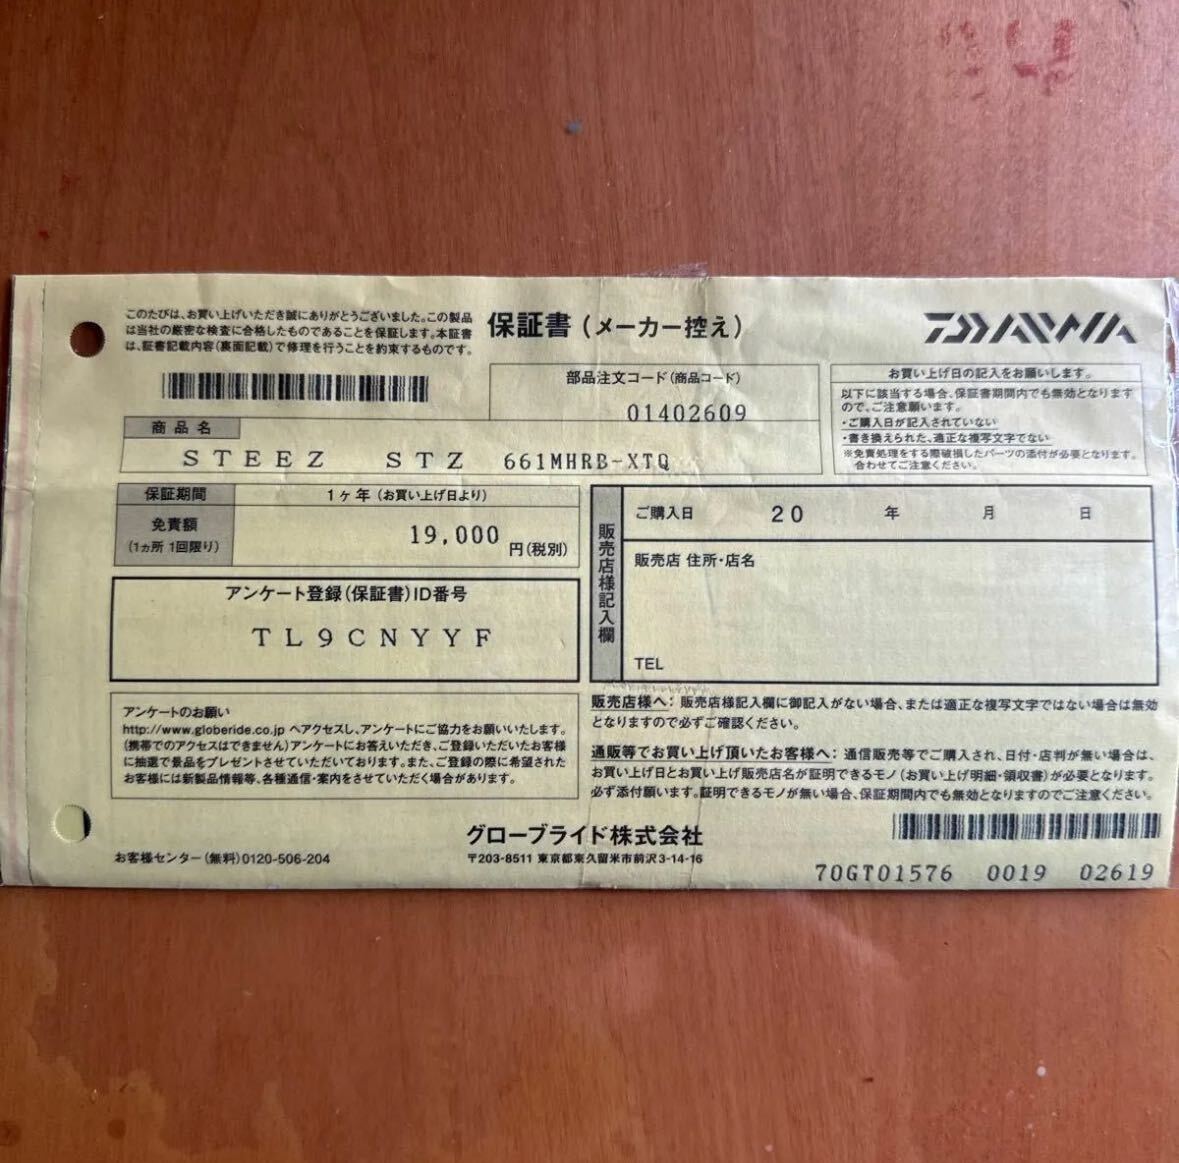 このたびは、お買い上げいただき誠にありがとうございました。この製品
は当社の厳密な検査に合格したものであることを保証します。本証書
は、証書記載内容(裏面記載)で修理を行うことを約束するものです。
保証書(メーカー控え)
DAIWA
部品注文コード(商品コード)
01402609
商品名
STEEZ STZ 661MHRB-XTQ
お買い上げ日の記入をお願いします。
以下に該当する場合、保証書期間内でも無効となります
ので、ご注意願います。
・ご購入日が記入されていない
・書き換えられた、適正な複写文字でない
※免責処理をする際破損したパーツの添付が必要となります。
合わせてご注意ください。
保証期間
1ヶ年(お買い上げ日より)
免責額
(1ヵ所 1回限り)
19,000
円(税別)
アンケート登録(保証書)ID番号
TL9CNYYF
販売店様記入欄
ご購入日 20 年 月 日
販売店 住所・店名
TEL
アンケートのお願い
http://www.globeride.co.jp へアクセスし、アンケートにご協力をお願いいたします。
(携帯でのアクセスはできません)アンケートにお答えいただき、ご登録いただいたお客様
に抽選で景品をプレゼントさせていただいております。また、ご登録の際に希望された
お客様には新製品情報等、各種通信・案内をさせていただく場合があります。
販売店様へ:販売店様記入欄に御記入がない場合、または適正な複写文字ではない場合は無効
となりますので必ずご確認ください。
通販等でお買い上げ頂いたお客様へ:通信販売等でご購入され、日付・店判が無い場合は、
お買い上げ日とお買い上げ販売店名が証明できるモノ(お買い上げ明細・領収書)が必要となります。
必ず添付願います。証明できるモノが無い場合、保証期間内でも無効となりますのでご注意ください。
グローブライド株式会社
お客様センター(無料)0120-506-204
〒203-8511 東京都東久留米市前沢3-14-16
70GT01576 0019 02619